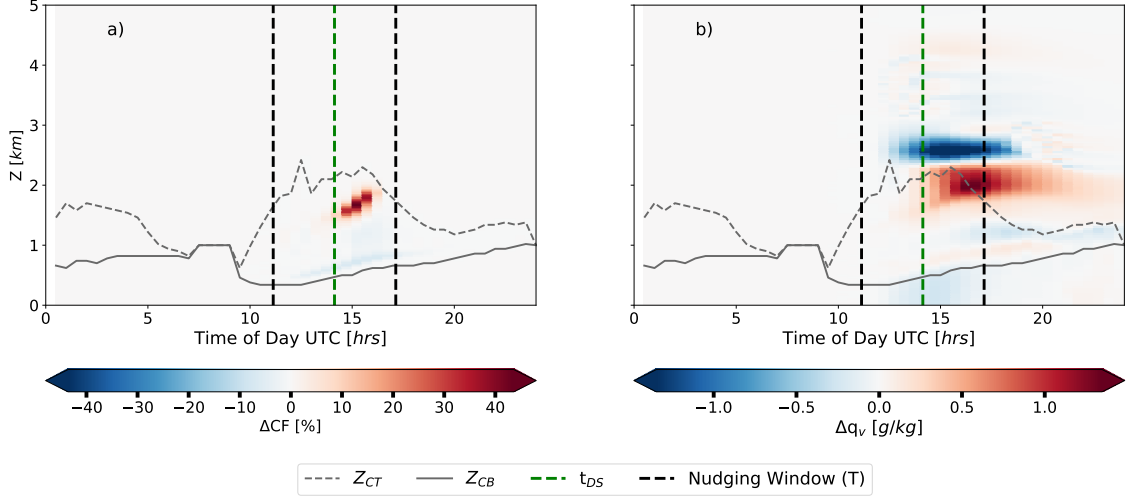 a)
5
4
3
2
1
0
Z [km]
0 5 10 15 20
Time of Day UTC [hrs]
−40 −30 −20 −10 0 10 20 30 40
ΔCF [%]
b)
0 5 10 15 20
Time of Day UTC [hrs]
−1.0 −0.5 0.0 0.5 1.0
Δq_v [g/kg]
Z_CT Z_CB t_DS Nudging Window (T)